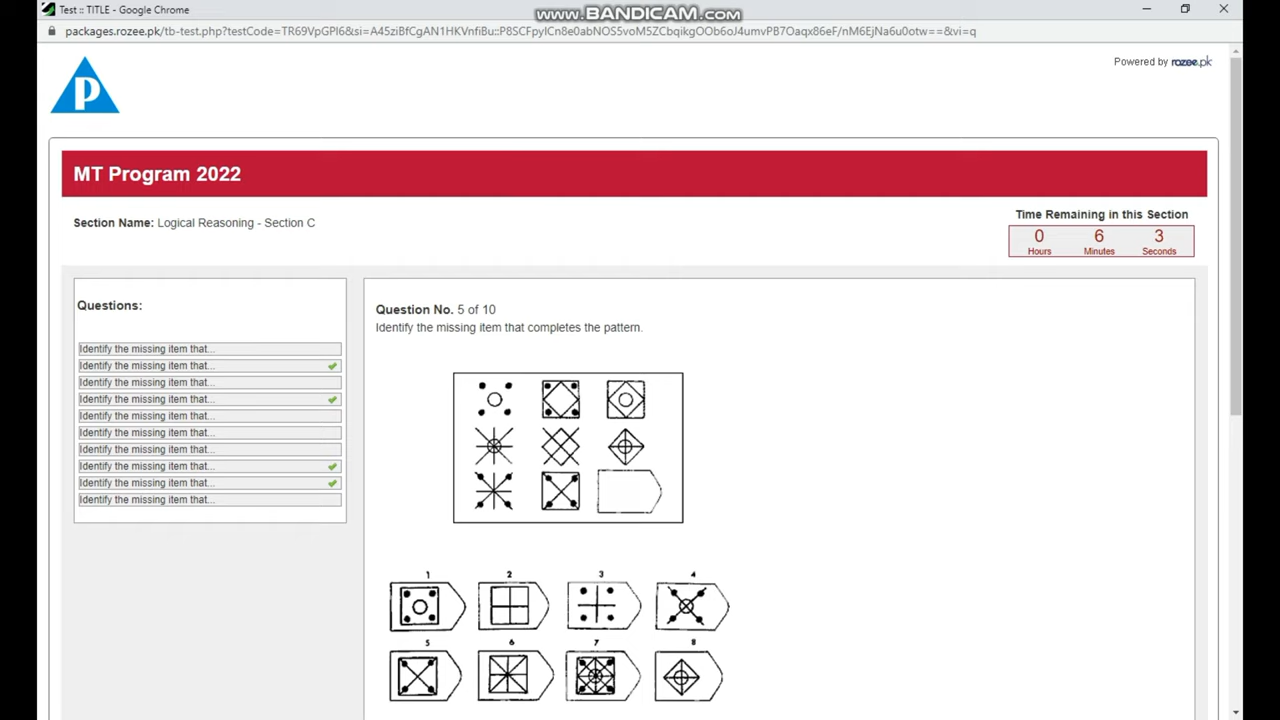 Test :: TITLE - Google Chrome
www.BANDICAM.com
packages.rozee.pk/tb-test.php?testCode=TR69VpGPI6&si=A45ziBfCgAN1HKVnfiBu::P8SCFpyICn8e0abNOS5voM5ZCbqikgOOb6oJ4umvPB7Oaqx86eF/nM6EjNa6u0otw==&vi=q
P
Powered by rozee.pk
MT Program 2022
Section Name: Logical Reasoning - Section C
Time Remaining in this Section
0 6 3
Hours Minutes Seconds
Questions:
Identify the missing item that...
Identify the missing item that...
Identify the missing item that...
Identify the missing item that...
Identify the missing item that...
Identify the missing item that...
Identify the missing item that...
Identify the missing item that...
Identify the missing item that...
Identify the missing item that...
Question No. 5 of 10
Identify the missing item that completes the pattern.
1 2 3 4
5 6 7 8